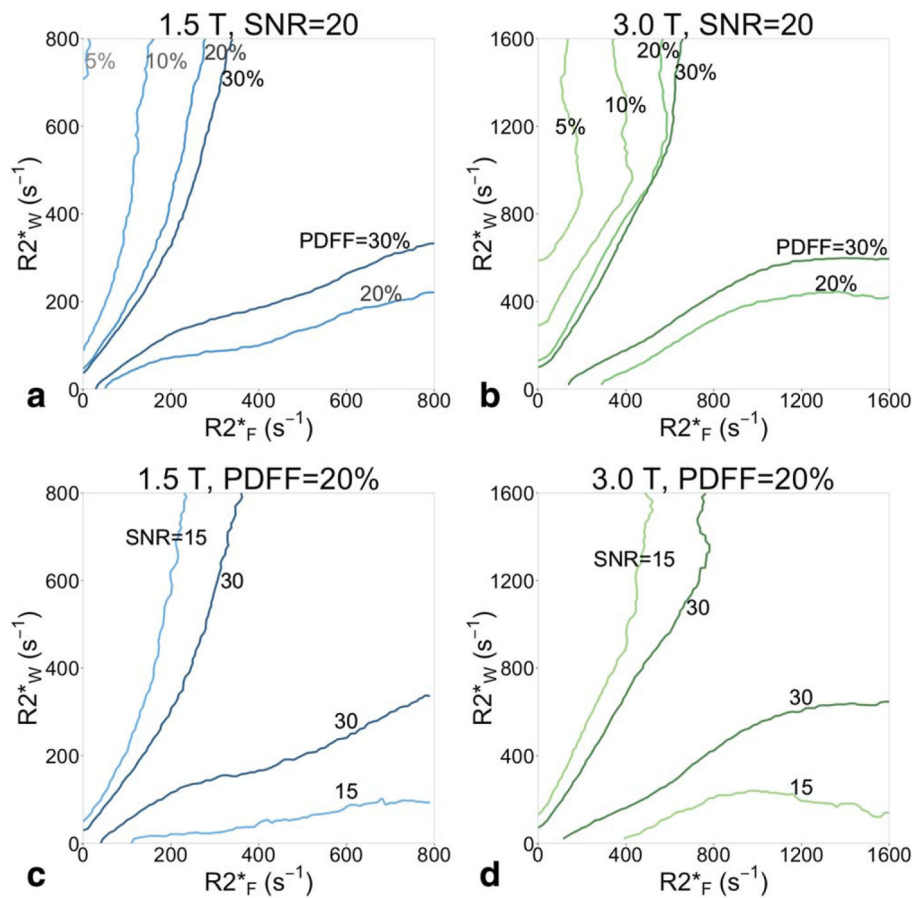 1.5 T, SNR=20
800
600
400
200
0
5%
10%
20%
30%
PDFF=30%
20%
R2*W (s−1)
0 200 400 600 800
R2*F (s−1)
a
3.0 T, SNR=20
1600
1200
800
400
0
20%
30%
10%
5%
PDFF=30%
20%
R2*W (s−1)
0 400 800 1200 1600
R2*F (s−1)
b
1.5 T, PDFF=20%
800
600
400
200
0
SNR=15
30
30
15
R2*W (s−1)
0 200 400 600 800
R2*F (s−1)
c
3.0 T, PDFF=20%
1600
1200
800
400
0
SNR=15
30
30
15
R2*W (s−1)
0 400 800 1200 1600
R2*F (s−1)
d